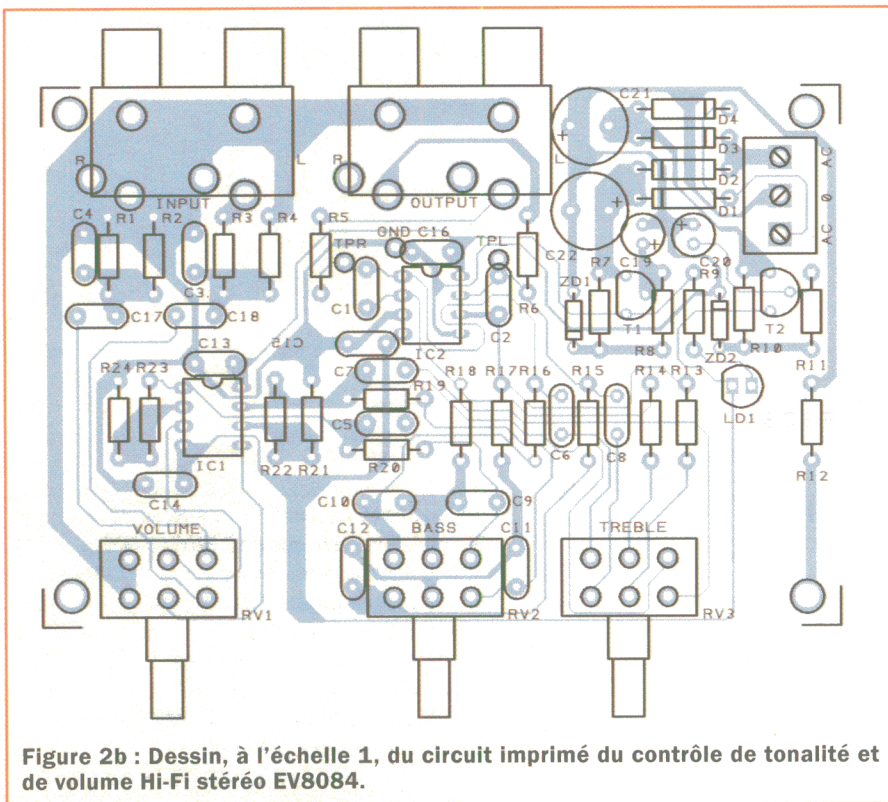 C21
D4
D3
D2
D1
AC
0
AC
R
L
INPUT
R
L
OUTPUT
C4
R1
R2
R3
R4
R5
GND
C16
TPR
TPL
C22
R7
C19
C20
R9
C3
C1
C2
R6
ZD1
T1
T2
C17
C18
C15
IC2
R8
ZD2
R10
R11
C13
C7
R24
R23
R19
R18
R17
R16
R15
R14
R13
LD1
C5
C6
C8
IC1
R22
R21
R20
R12
C14
C10
C9
VOLUME
C12
BASS
C11
TREBLE
RV1
RV2
RV3
Figure 2b : Dessin, à l'échelle 1, du circuit imprimé du contrôle de tonalité et
de volume Hi-Fi stéréo EV8084.